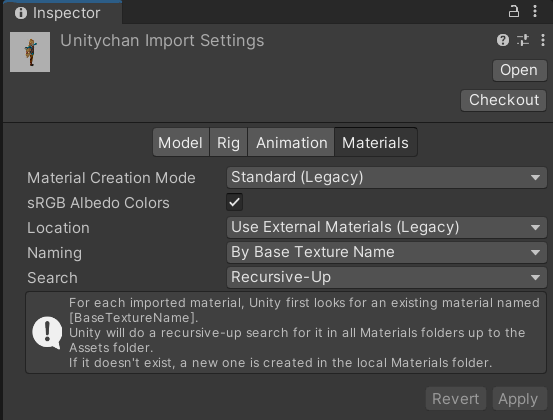 Inspector
Unitychan Import Settings
Open
Checkout
Model Rig Animation Materials
Material Creation Mode Standard (Legacy)
sRGB Albedo Colors
Location Use External Materials (Legacy)
Naming By Base Texture Name
Search Recursive-Up
For each imported material, Unity first looks for an existing material named
[BaseTextureName].
Unity will do a recursive-up search for it in all Materials folders up to the
Assets folder.
If it doesn't exist, a new one is created in the local Materials folder.
Revert Apply